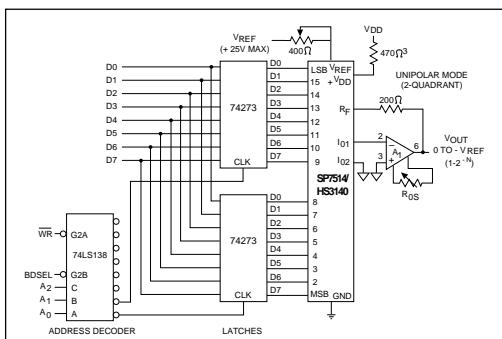 VREF
(+ 25V MAX)
400Ω
VDD
470Ω3
UNIPOLAR MODE
(2-QUADRANT)
D0
D1
D2
D3
D4
D5
D6
D7
74273
CLK
D0
D1
D2
D3
D4
D5
D6
D7
LSB
15
14
13
12
11
10
9
VREF
+ VDD
RF
IO1
IO2
SP7514/
HS3140
200Ω
2
3
6
A1
VOUT
0 TO - VREF
(1-2 -N)
ROS
WR
G2A
74LS138
BDSEL
G2B
A2
C
A1
B
A0
A
ADDRESS DECODER
74273
CLK
LATCHES
D0
D1
D2
D3
D4
D5
D6
D7
8
7
6
5
4
3
2
MSB
GND